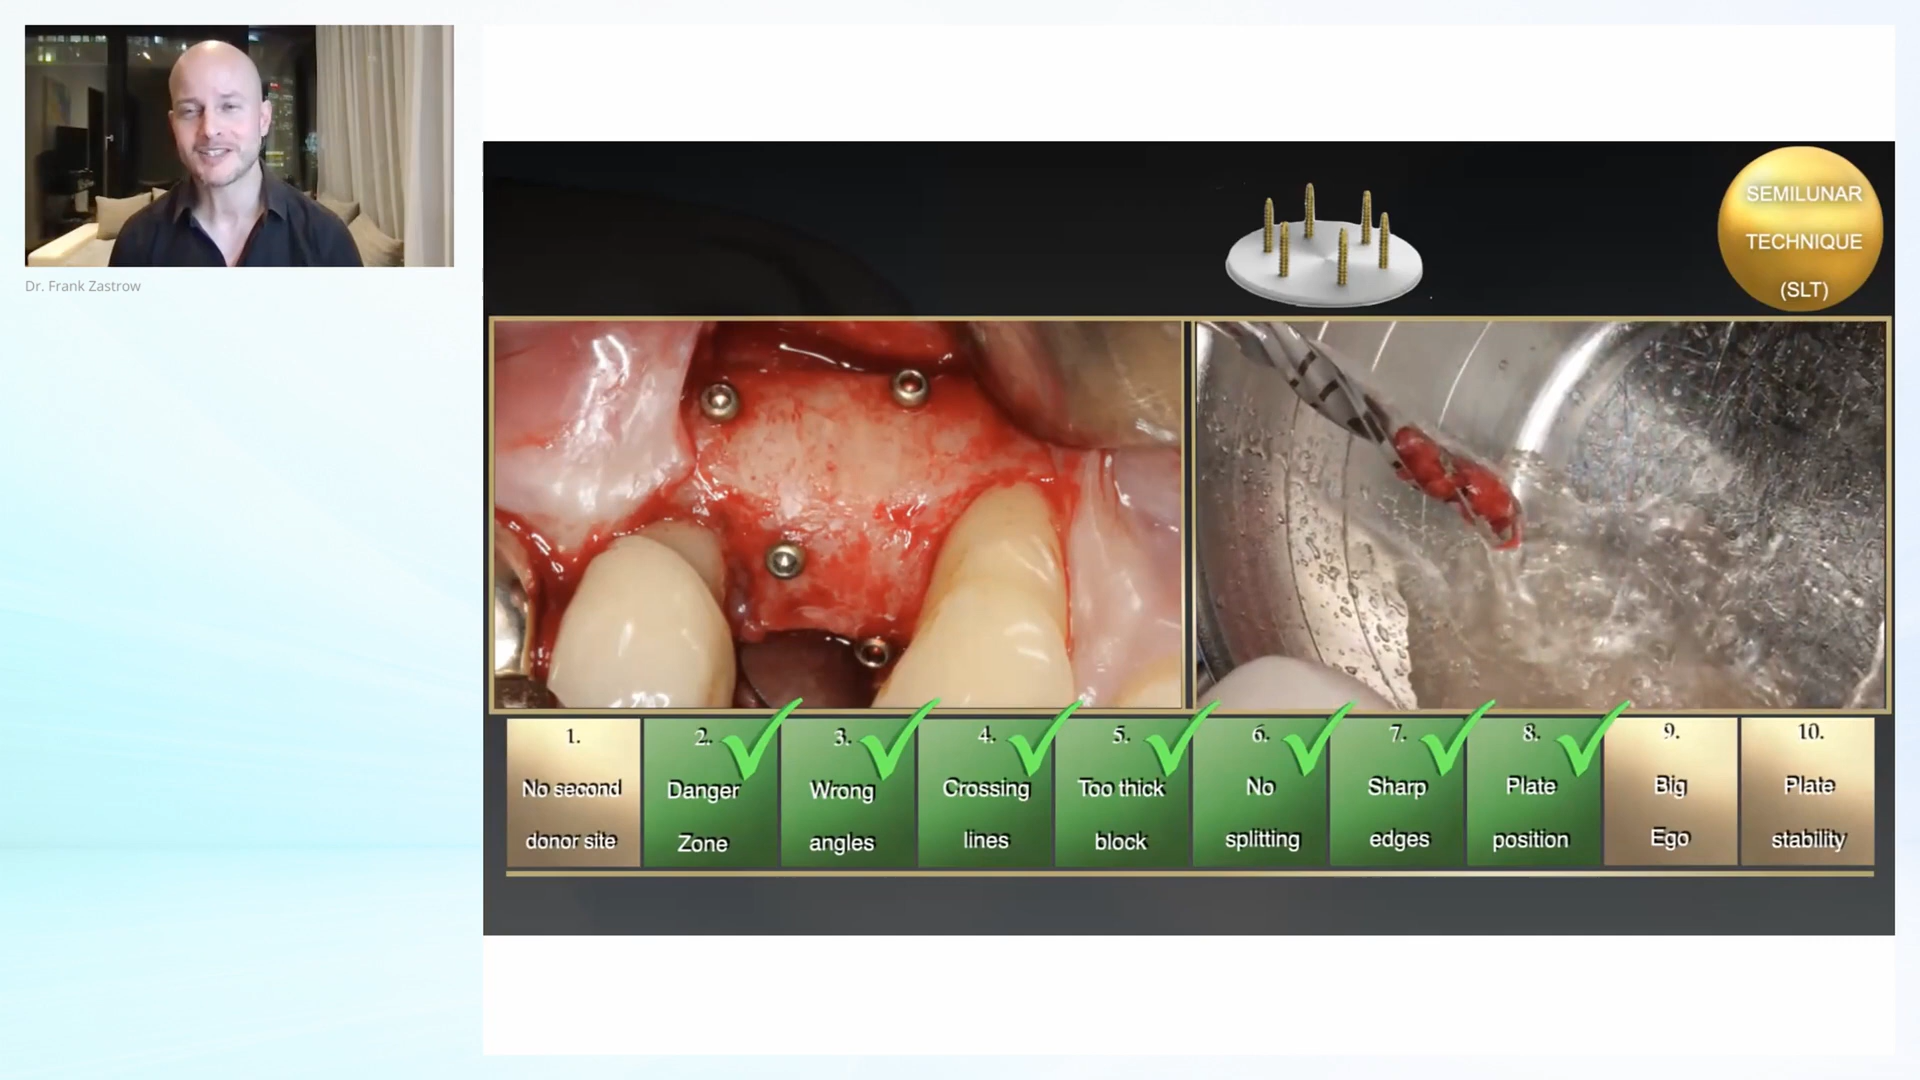 Dr. Frank Zastrow
SEMILUNAR
TECHNIQUE
(SLT)
1.
No second
donor site
2.
Danger
Zone
3.
Wrong
angles
4.
Crossing
lines
5.
Too thick
block
6.
No
splitting
7.
Sharp
edges
8.
Plate
position
9.
Big
Ego
10.
Plate
stability